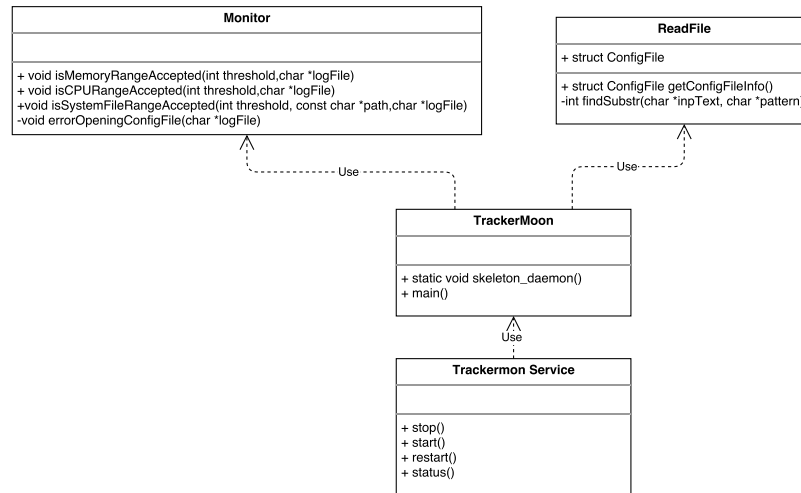 Monitor
+ void isMemoryRangeAccepted(int threshold,char *logFile)
+ void isCPURangeAccepted(int threshold,char *logFile)
+void isSystemFileRangeAccepted(int threshold, const char *path,char *logFile)
-void errorOpeningConfigFile(char *logFile)
ReadFile
+ struct ConfigFile
+ struct ConfigFile getConfigFileInfo()
-int findSubstr(char *inpText, char *pattern)
Use
Use
TrackerMoon
+ static void skeleton_daemon()
+ main()
Use
Trackermon Service
+ stop()
+ start()
+ restart()
+ status()